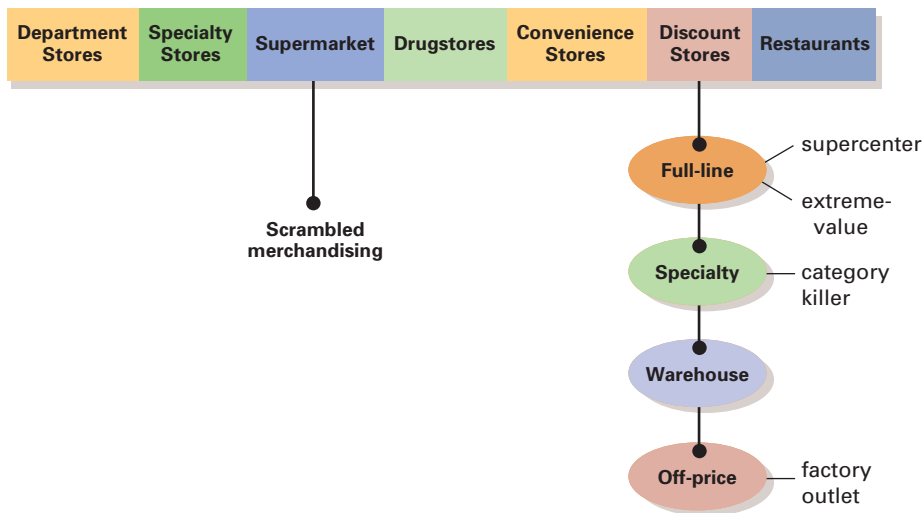 Department
Stores
Specialty
Stores
Supermarket
Drugstores
Convenience
Stores
Discount
Stores
Restaurants
Scrambled
merchandising
Full-line
supercenter
extreme-
value
Specialty
category
killer
Warehouse
Off-price
factory
outlet